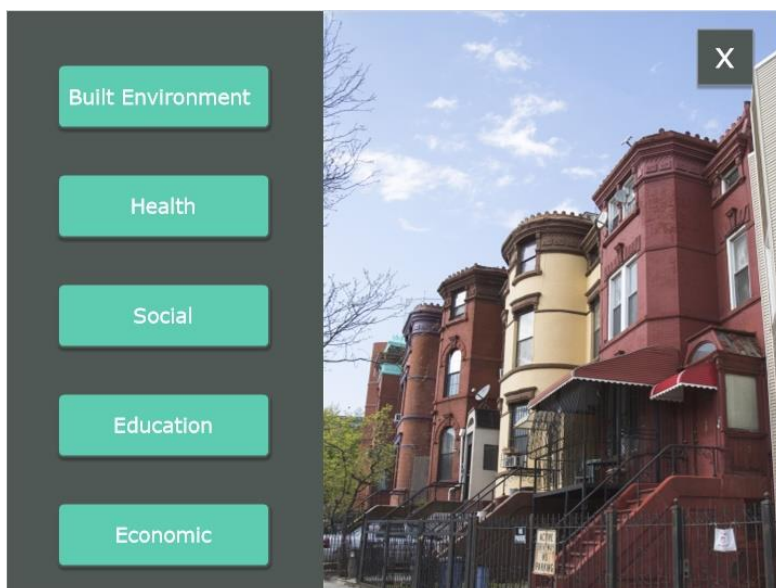 Built Environment
X
Health
Social
Education
Economic